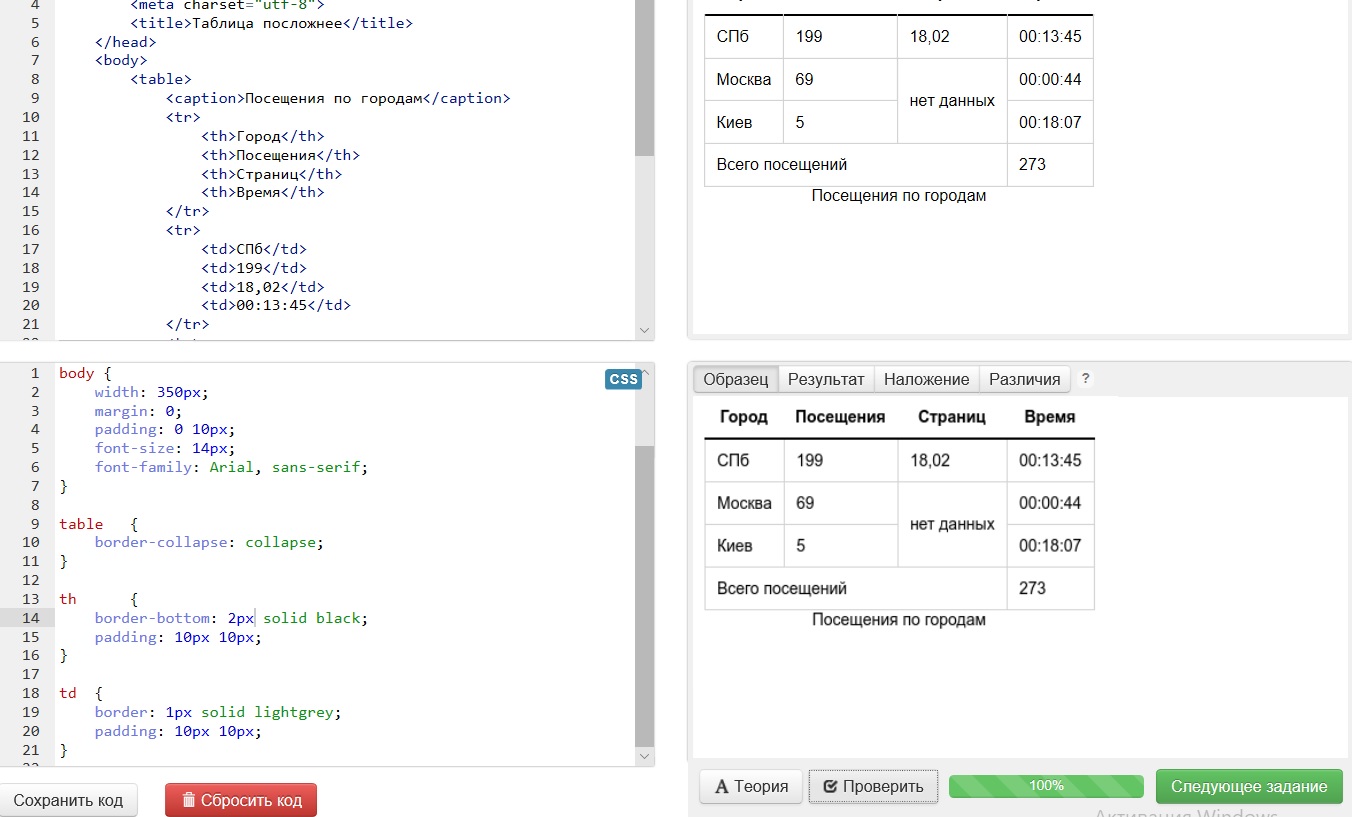 4 <meta charset="utf-8">
5 <title>Таблица посложнее</title>
6 </head>
7 <body>
8 <table>
9 <caption>Посещения по городам</caption>
10 <tr>
11 <th>Город</th>
12 <th>Посещения</th>
13 <th>Страниц</th>
14 <th>Время</th>
15 </tr>
16 <tr>
17 <td>СПб</td>
18 <td>199</td>
19 <td>18,02</td>
20 <td>00:13:45</td>
21 </tr>
СПб 199 18,02 00:13:45
Москва 69 00:00:44
нет данных
Киев 5 00:18:07
Всего посещений 273
Посещения по городам
CSS
1 body {
2 width: 350px;
3 margin: 0;
4 padding: 0 10px;
5 font-size: 14px;
6 font-family: Arial, sans-serif;
7 }
8
9 table {
10 border-collapse: collapse;
11 }
12
13 th {
14 border-bottom: 2px solid black;
15 padding: 10px 10px;
16 }
17
18 td {
19 border: 1px solid lightgrey;
20 padding: 10px 10px;
21 }
Образец Результат Наложение Различия ?
Город Посещения Страниц Время
СПб 199 18,02 00:13:45
Москва 69 00:00:44
нет данных
Киев 5 00:18:07
Всего посещений 273
Посещения по городам
Сохранить код Сбросить код
А Теория Проверить 100% Следующее задание
Активация Windows